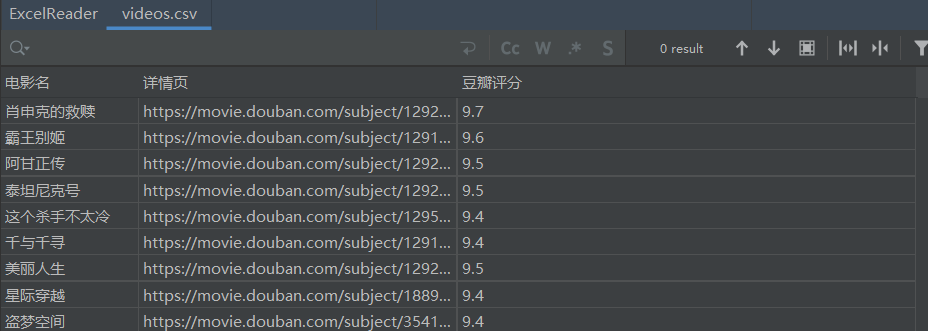 ExcelReader videos.csv
Cc W .* S 0 result
电影名 详情页 豆瓣评分
肖申克的救赎 https://movie.douban.com/subject/1292... 9.7
霸王别姬 https://movie.douban.com/subject/1291... 9.6
阿甘正传 https://movie.douban.com/subject/1292... 9.5
泰坦尼克号 https://movie.douban.com/subject/1292... 9.5
这个杀手不太冷 https://movie.douban.com/subject/1295... 9.4
千与千寻 https://movie.douban.com/subject/1291... 9.4
美丽人生 https://movie.douban.com/subject/1292... 9.5
星际穿越 https://movie.douban.com/subject/1889... 9.4
盗梦空间 https://movie.douban.com/subject/3541... 9.4